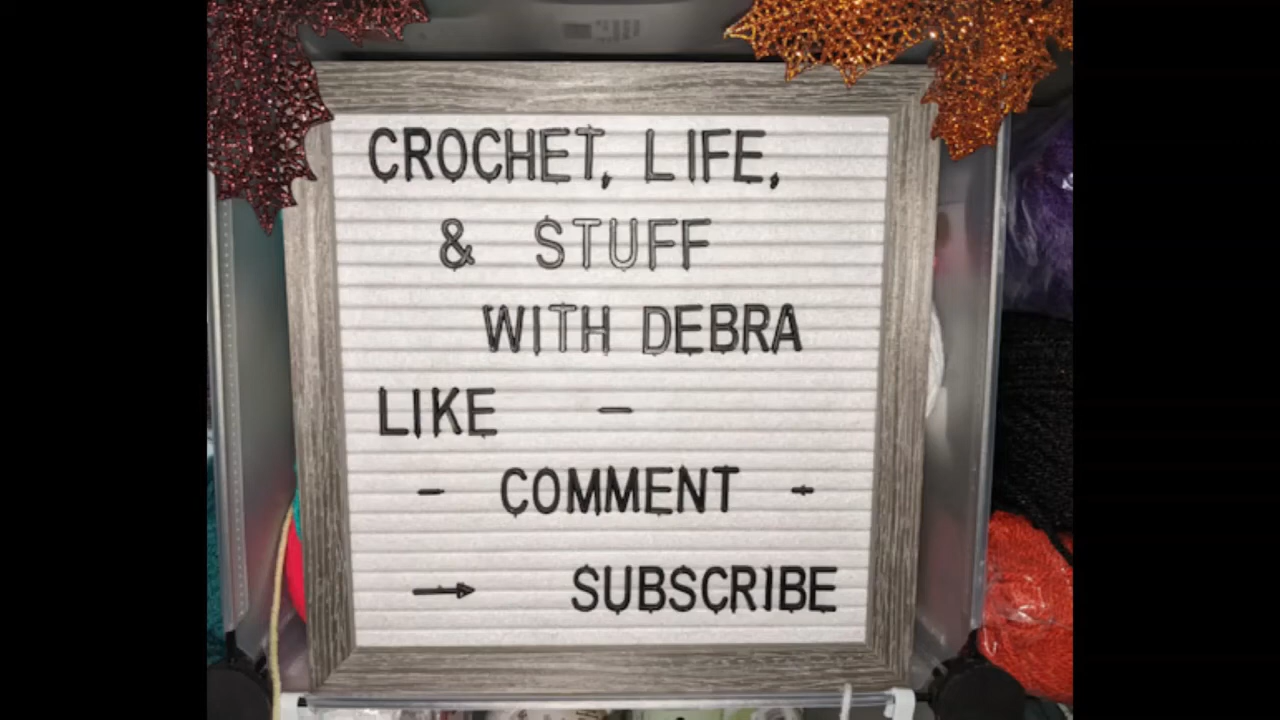 CROCHET, LIFE,
& STUFF
WITH DEBRA
LIKE -
- COMMENT -
→ SUBSCRIBE